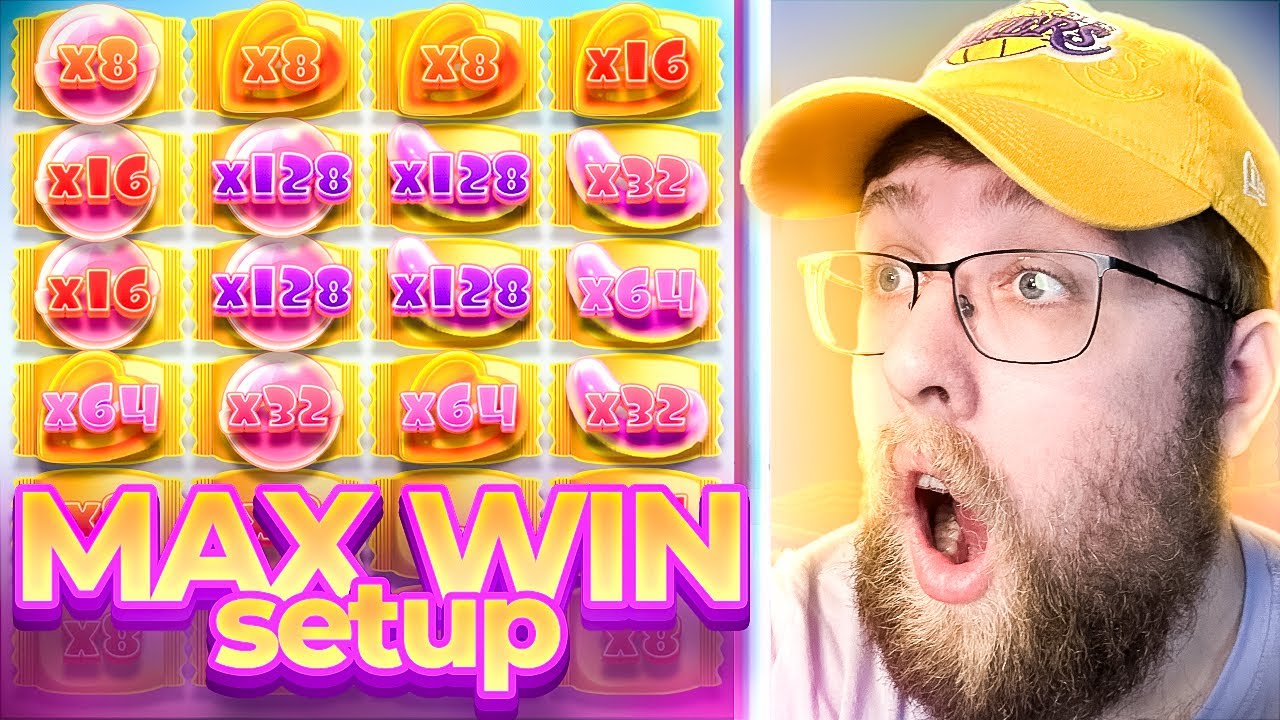 x8 x8 x8 x16
x16 x128 x128 x32
x16 x128 x128 x64
x64 x32 x64 x32
MAX WIN
setup
x8 x8